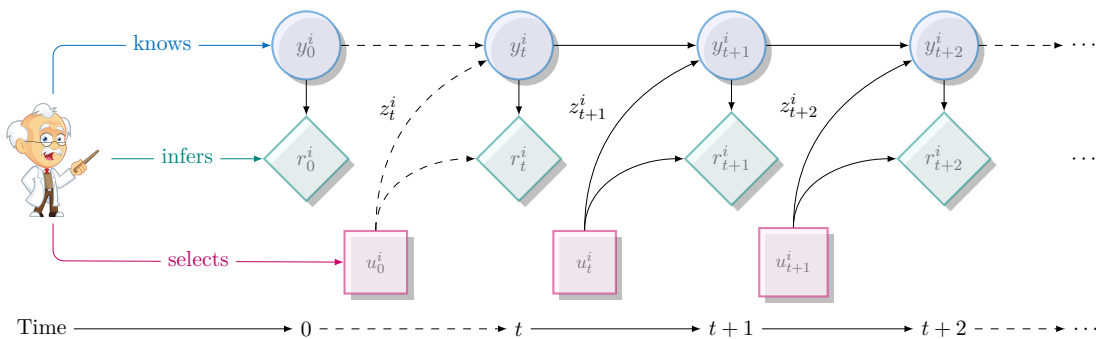 knows y_0^i y_t^i y_{t+1}^i y_{t+2}^i ...
z_t^i z_{t+1}^i z_{t+2}^i
infers r_0^i r_t^i r_{t+1}^i r_{t+2}^i ...
selects u_0^i u_t^i u_{t+1}^i
Time 0 t t + 1 t + 2 ...